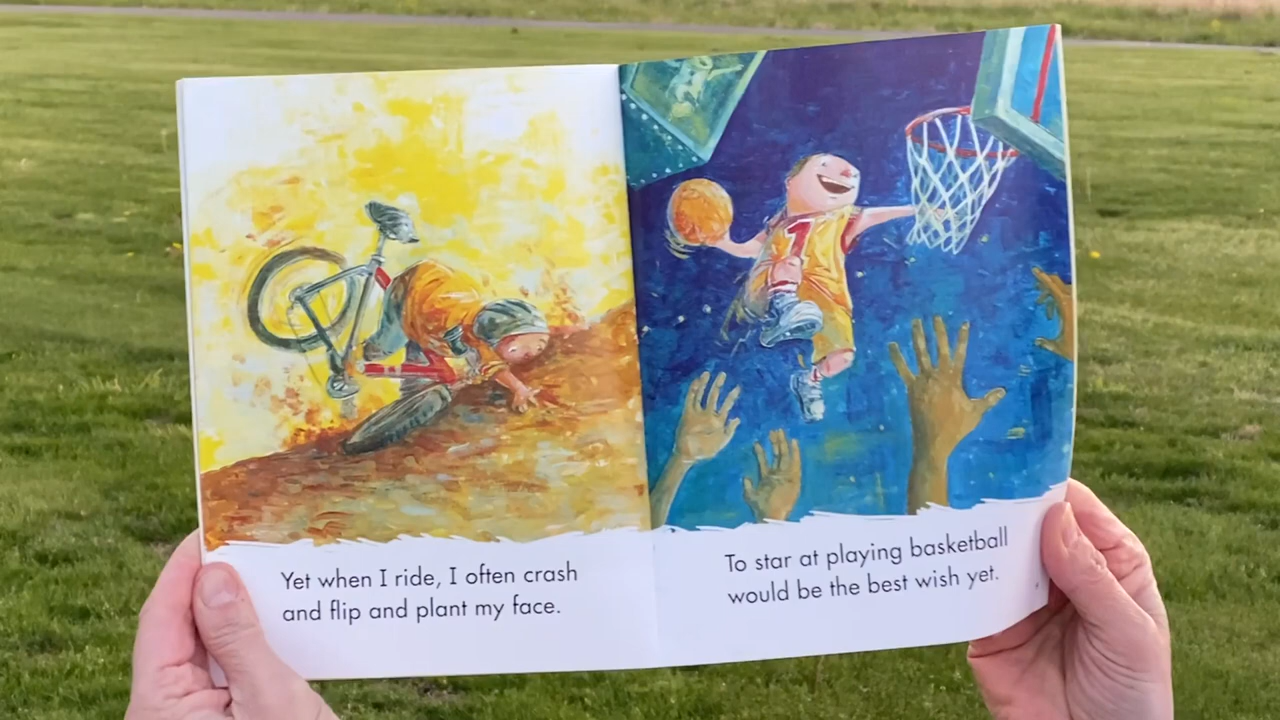 Yet when I ride, I often crash
and flip and plant my face.
1
To star at playing basketball
would be the best wish yet.